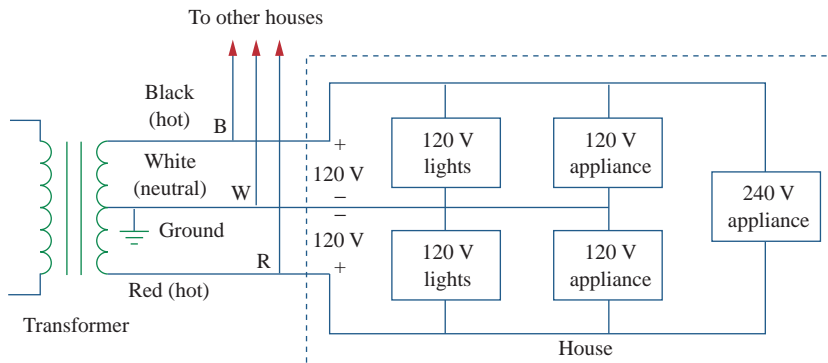 To other houses
Black
(hot)
B
White
(neutral)
W
Ground
R
Red (hot)
Transformer
+
120 V
–
–
120 V
+
120 V
lights
120 V
appliance
240 V
appliance
120 V
lights
120 V
appliance
House